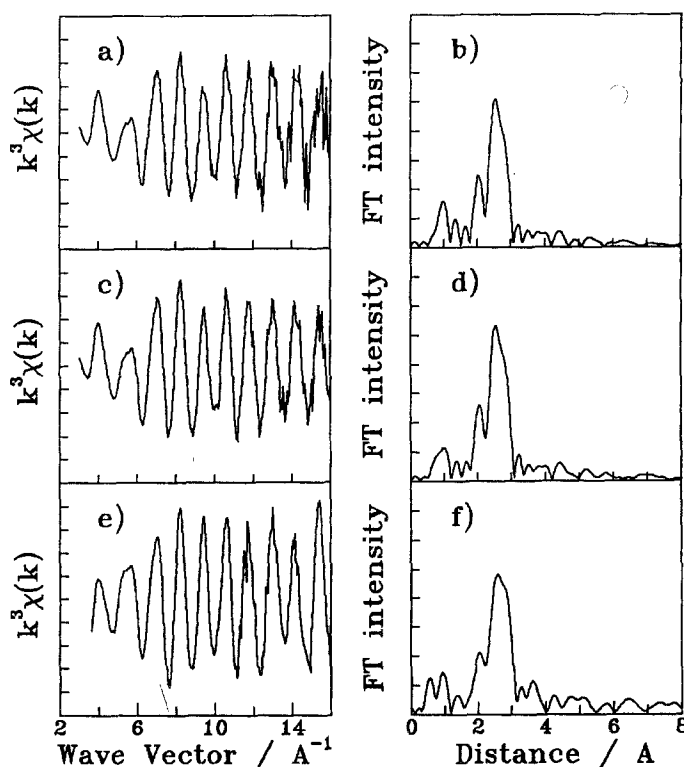 a)
k³χ(k)
b)
FT intensity
c)
k³χ(k)
d)
FT intensity
e)
k³χ(k)
f)
FT intensity
2 6 10 14
Wave Vector / A⁻¹
0 2 4 6 8
Distance / A